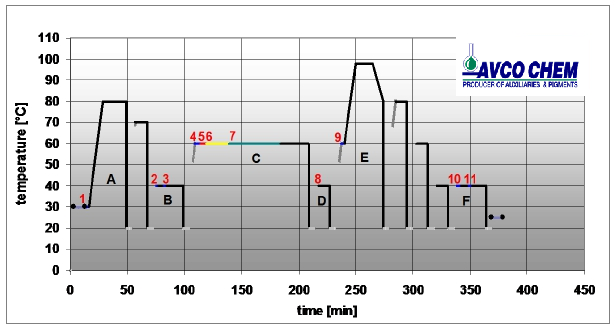 110
100
90
80
70
60
50
40
30
20
10
0
temperature [°C]
AVCO CHEM
PRODUCER OF AUXILIARIES & PIGMENTS
1
A
2 3
B
4 5 6 7
C
8
D
9
E
10 11
F
0 50 100 150 200 250 300 350 400 450
time [min]